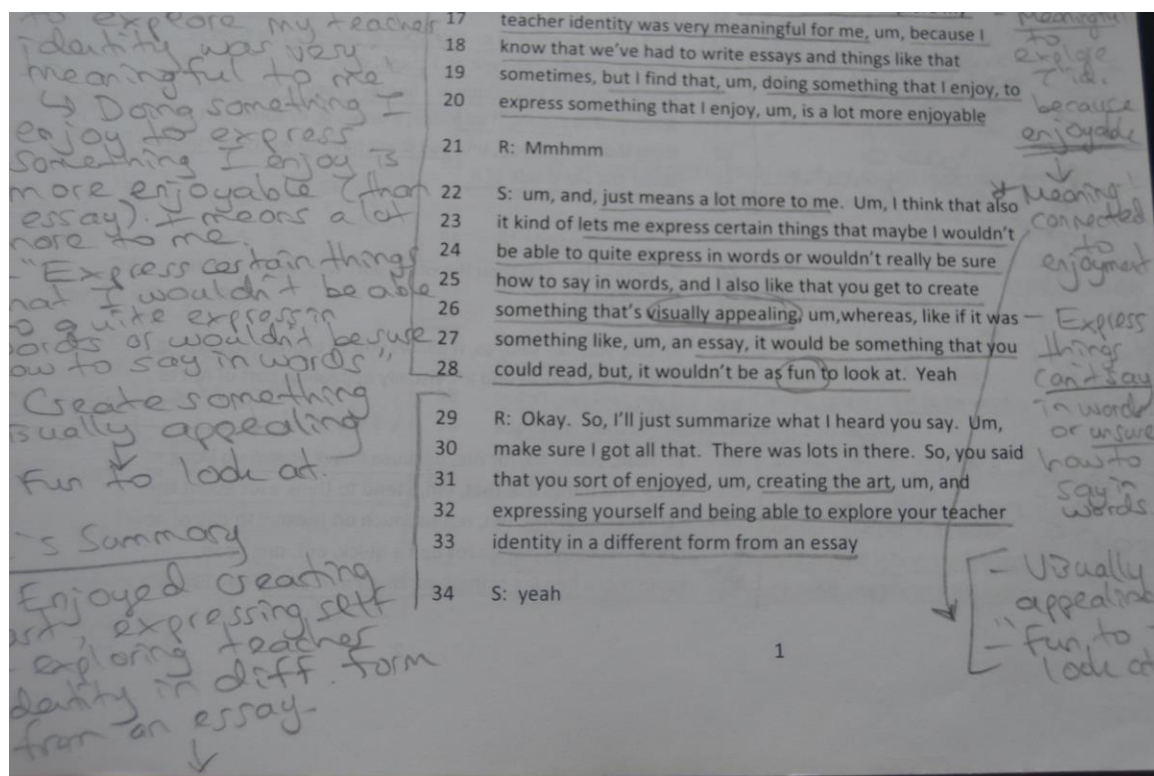 to explore my teacher
identity was very
meaningful to me
↳ Doing something I
enjoy to express
something I enjoy is
more enjoyable (than
essay). I means a lot
more to me.
-"Express certain things
that I wouldn't be able
to quite express in
words or wouldn't be sure
how to say in words"
Create something
visually appealing
↓
Fun to look at.
's Summary
Enjoyed creating
art, expressing self
exploring teacher
identity in diff. form
from an essay-
↓
17 teacher identity was very meaningful for me, um, because I
18 know that we've had to write essays and things like that
19 sometimes, but I find that, um, doing something that I enjoy, to
20 express something that I enjoy, um, is a lot more enjoyable
21 R: Mmhmm
22 S: um, and, just means a lot more to me. Um, I think that also
23 it kind of lets me express certain things that maybe I wouldn't
24 be able to quite express in words or wouldn't really be sure
25 how to say in words, and I also like that you get to create
26 something that's visually appealing, um,whereas, like if it was
27 something like, um, an essay, it would be something that you
28 could read, but, it wouldn't be as fun to look at. Yeah
29 R: Okay. So, I'll just summarize what I heard you say. Um,
30 make sure I got all that. There was lots in there. So, you said
31 that you sort of enjoyed, um, creating the art, um, and
32 expressing yourself and being able to explore your teacher
33 identity in a different form from an essay
34 S: yeah
1
Meaningful
to
explore
T id.
because
enjoyable
↓
Meaning
connected
to
enjoyment
- Express
things
can't say
in words
or unsure
how to
say in
words.
- Visually
appealing
- "Fun to
look at